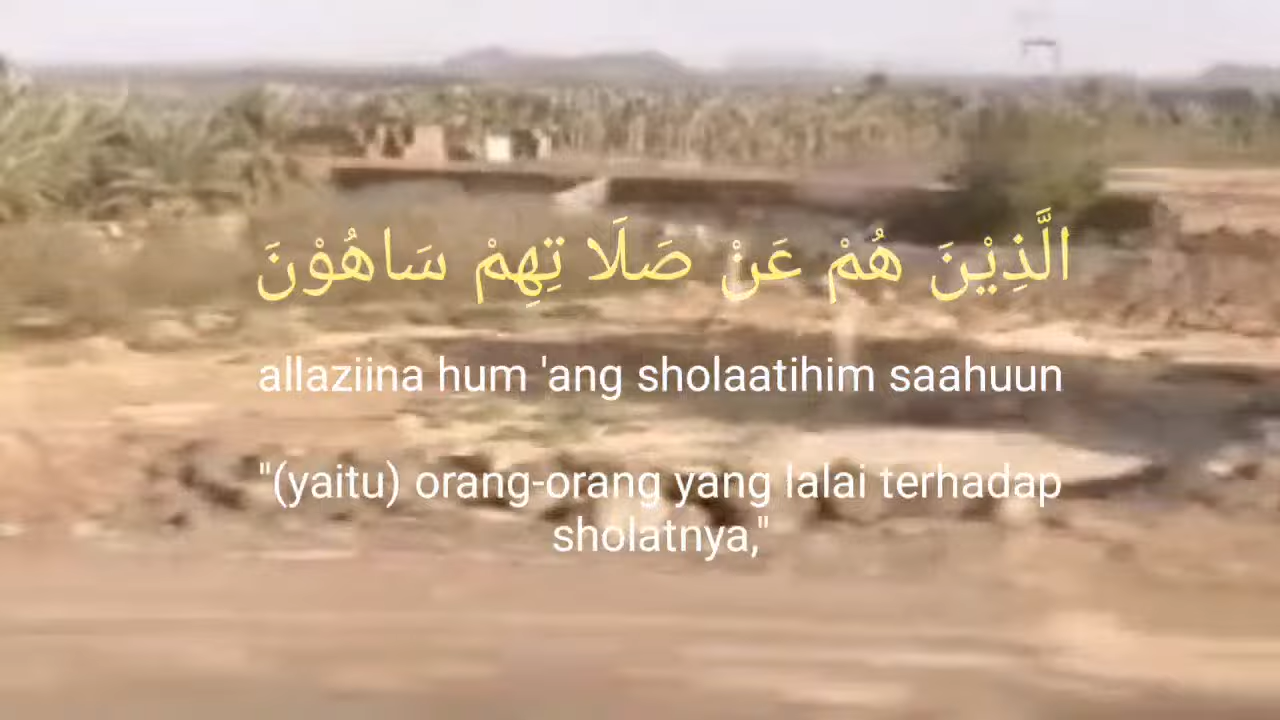 الَّذِيْنَ هُمْ عَنْ صَلَا تِهِمْ سَاهُوْنَ
allaziina hum 'ang sholaatihim saahuun
"(yaitu) orang-orang yang lalai terhadap
sholatnya,"